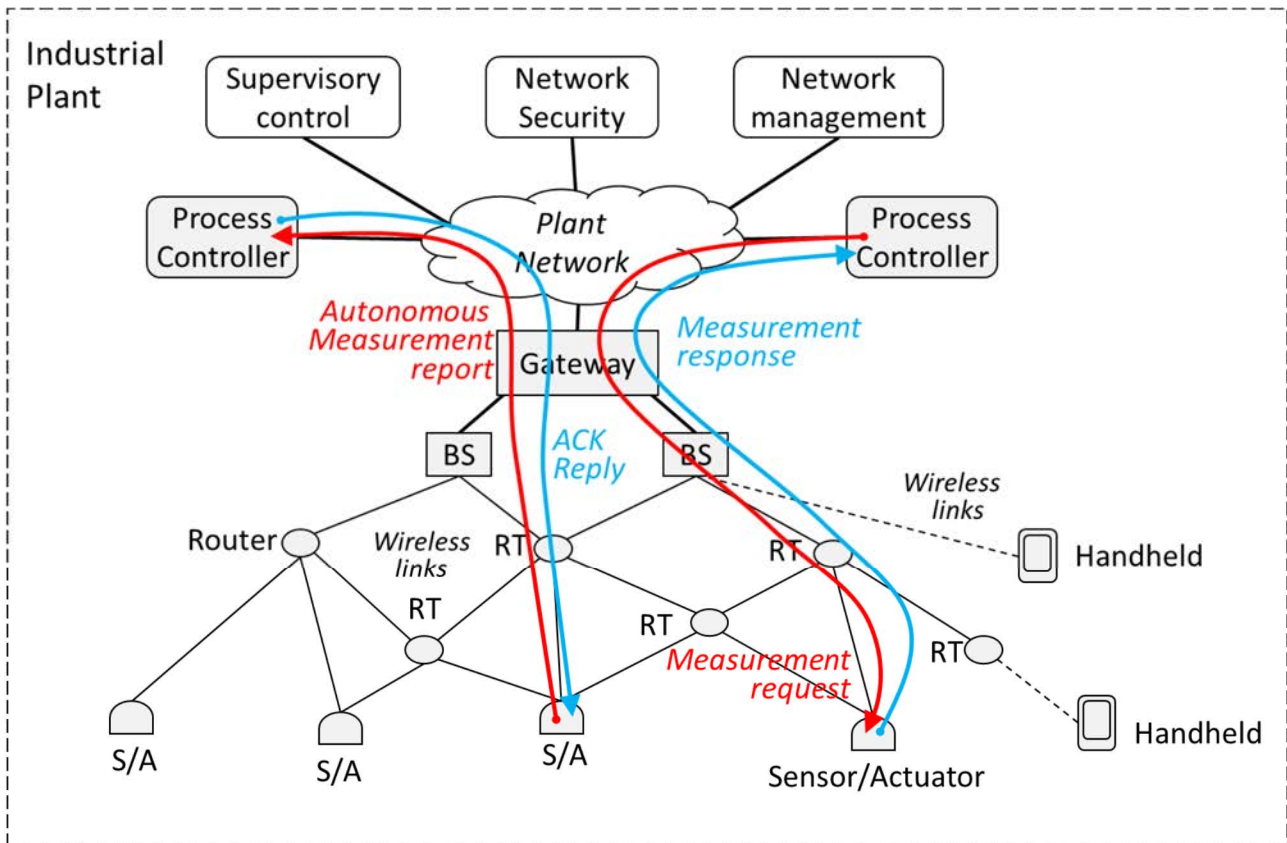 Industrial
Plant
Supervisory
control
Network
Security
Network
management
Process
Controller
Plant
Network
Process
Controller
Autonomous
Measurement
report
Measurement
response
Gateway
BS
ACK
Reply
BS
Wireless
links
Router
Wireless
links
RT
RT
Handheld
RT
RT
RT
Measurement
request
Handheld
S/A
S/A
S/A
Sensor/Actuator